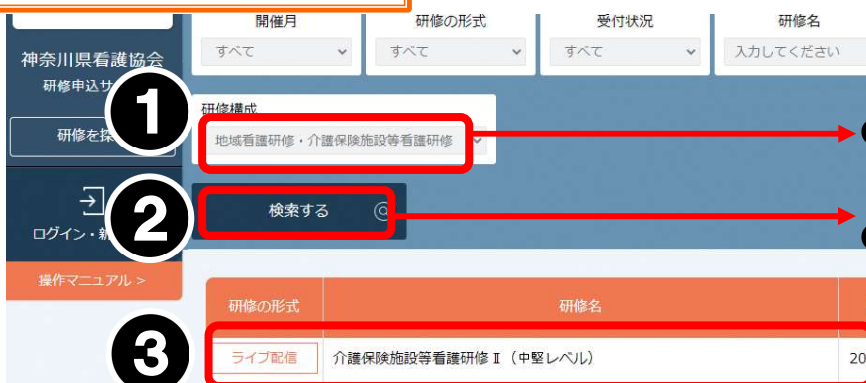 開催月 研修の形式 受付状況 研修名
すべて すべて すべて 入力してください
神奈川県看護協会
研修申込サ
研修を探
研修構成
地域看護研修・介護保険施設等看護研修
1
2
検索する
ログイン・新
操作マニュアル >
研修の形式 研修名
3
ライブ配信 介護保険施設等看護研修Ⅱ（中堅レベル） 20